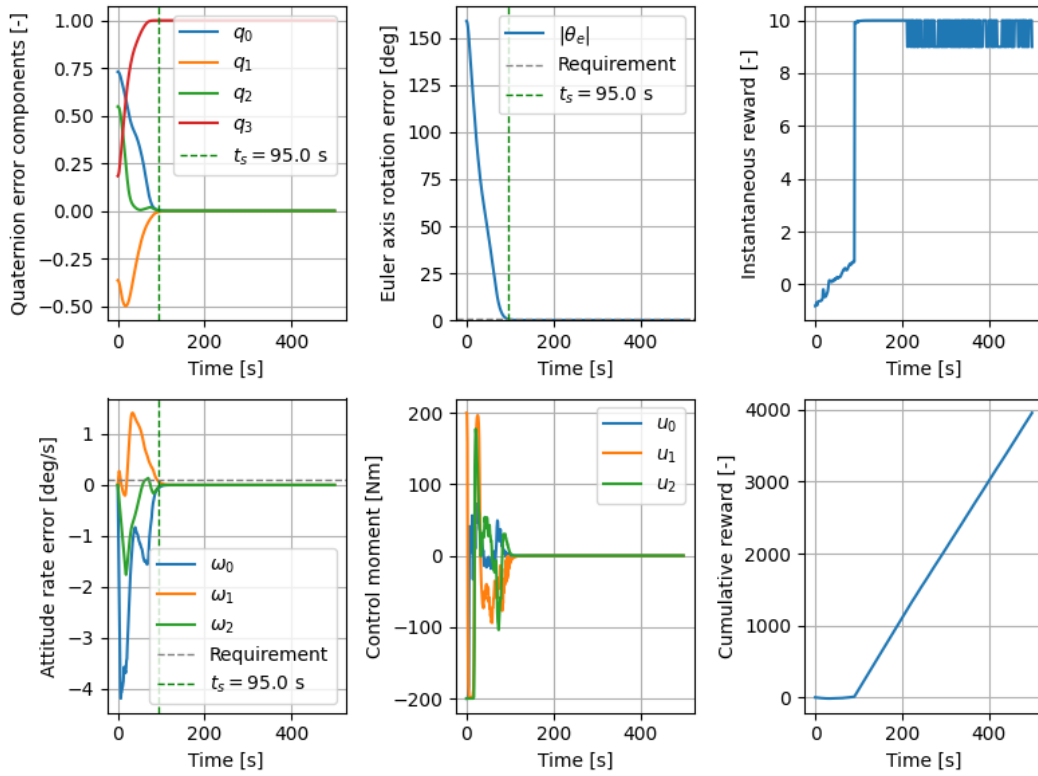 Quaternion error components [-]
1.00
0.75
0.50
0.25
0.00
−0.25
−0.50
q₀
q₁
q₂
q₃
tₛ = 95.0 s
0
200
400
Time [s]
Euler axis rotation error [deg]
150
125
100
75
50
25
0
|θₑ|
Requirement
tₛ = 95.0 s
0
200
400
Time [s]
Instantaneous reward [-]
10
8
6
4
2
0
0
200
400
Time [s]
Attitude rate error [deg/s]
1
0
−1
−2
−3
−4
ω₀
ω₁
ω₂
Requirement
tₛ = 95.0 s
0
200
400
Time [s]
Control moment [Nm]
200
100
0
−100
−200
u₀
u₁
u₂
0
200
400
Time [s]
Cumulative reward [-]
4000
3000
2000
1000
0
0
200
400
Time [s]